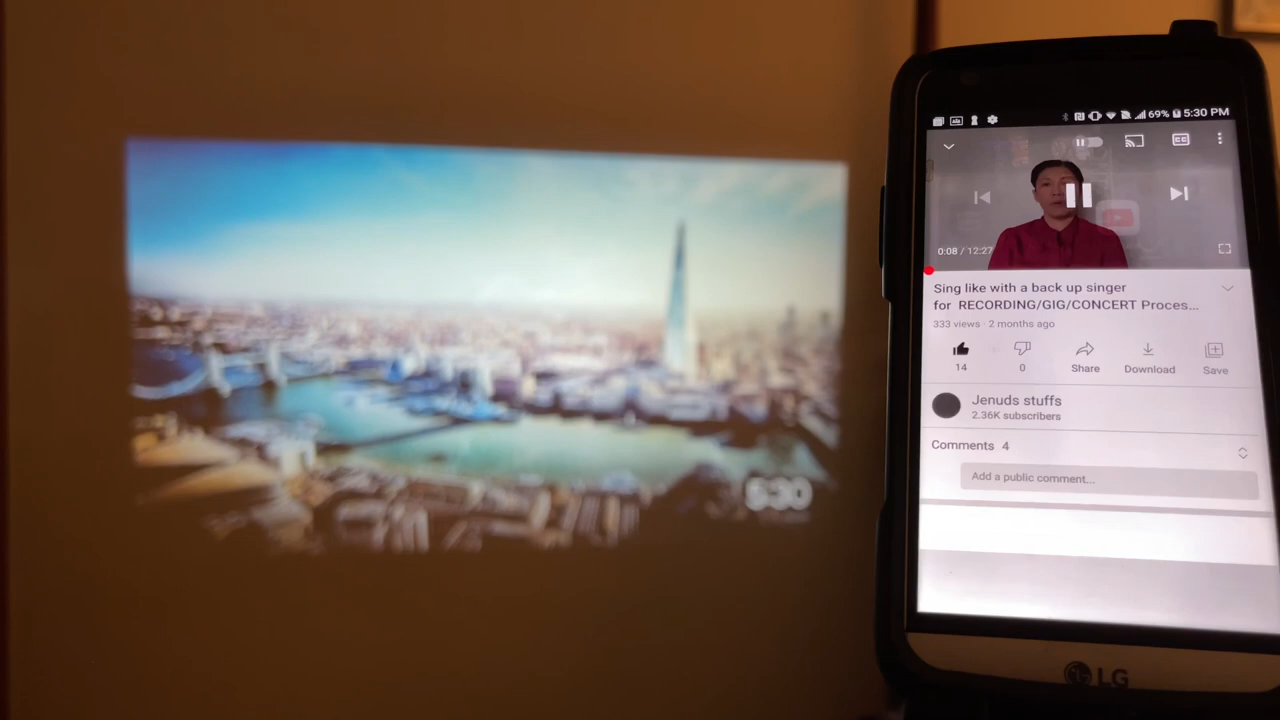 5:30
69% 5:30 PM
CC
0:08 / 12:27
Sing like with a back up singer
for RECORDING/GIG/CONCERT Proces...
333 views · 2 months ago
14 0 Share Download Save
Jenuds stuffs
2.36K subscribers
Comments 4
Add a public comment...
LG